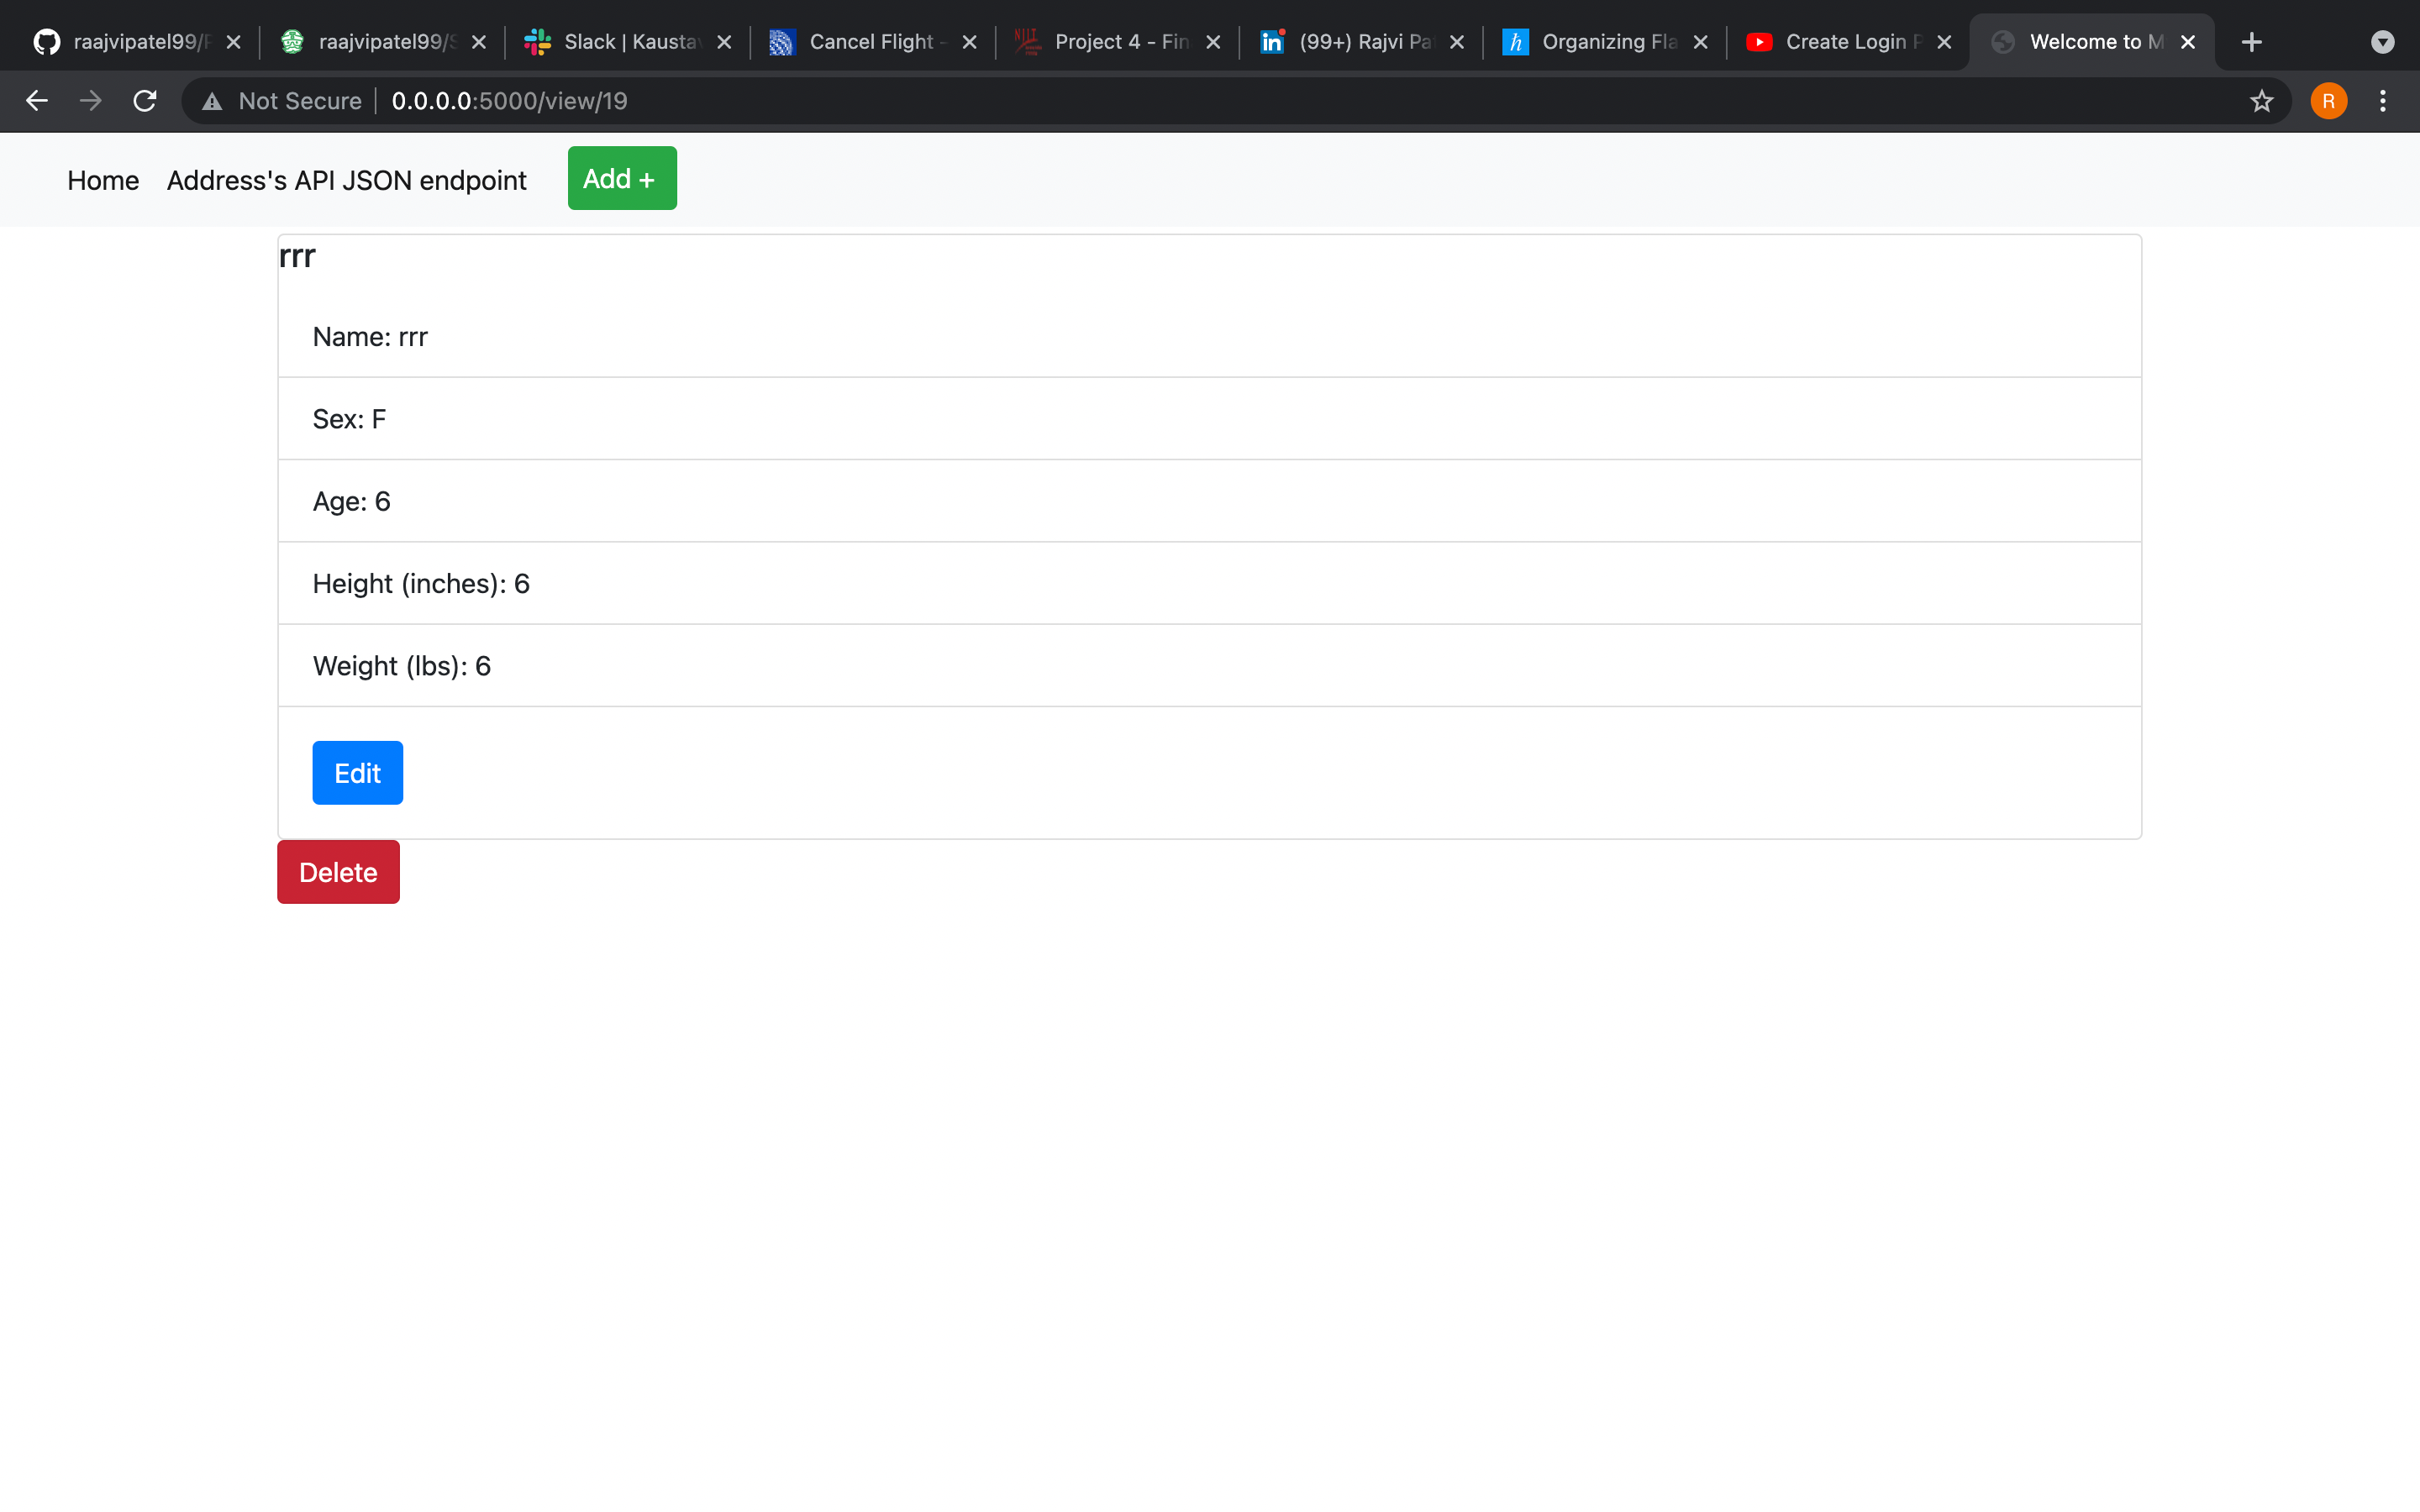 raajvipatel99/
raajvipatel99/
Slack | Kausta
Cancel Flight -
Project 4 - Fin
(99+) Rajvi Pa
Organizing Fla
Create Login
Welcome to M
Not Secure
0.0.0.0:5000/view/19
R
Home
Address's API JSON endpoint
Add +
rrr
Name: rrr
Sex: F
Age: 6
Height (inches): 6
Weight (lbs): 6
Edit
Delete